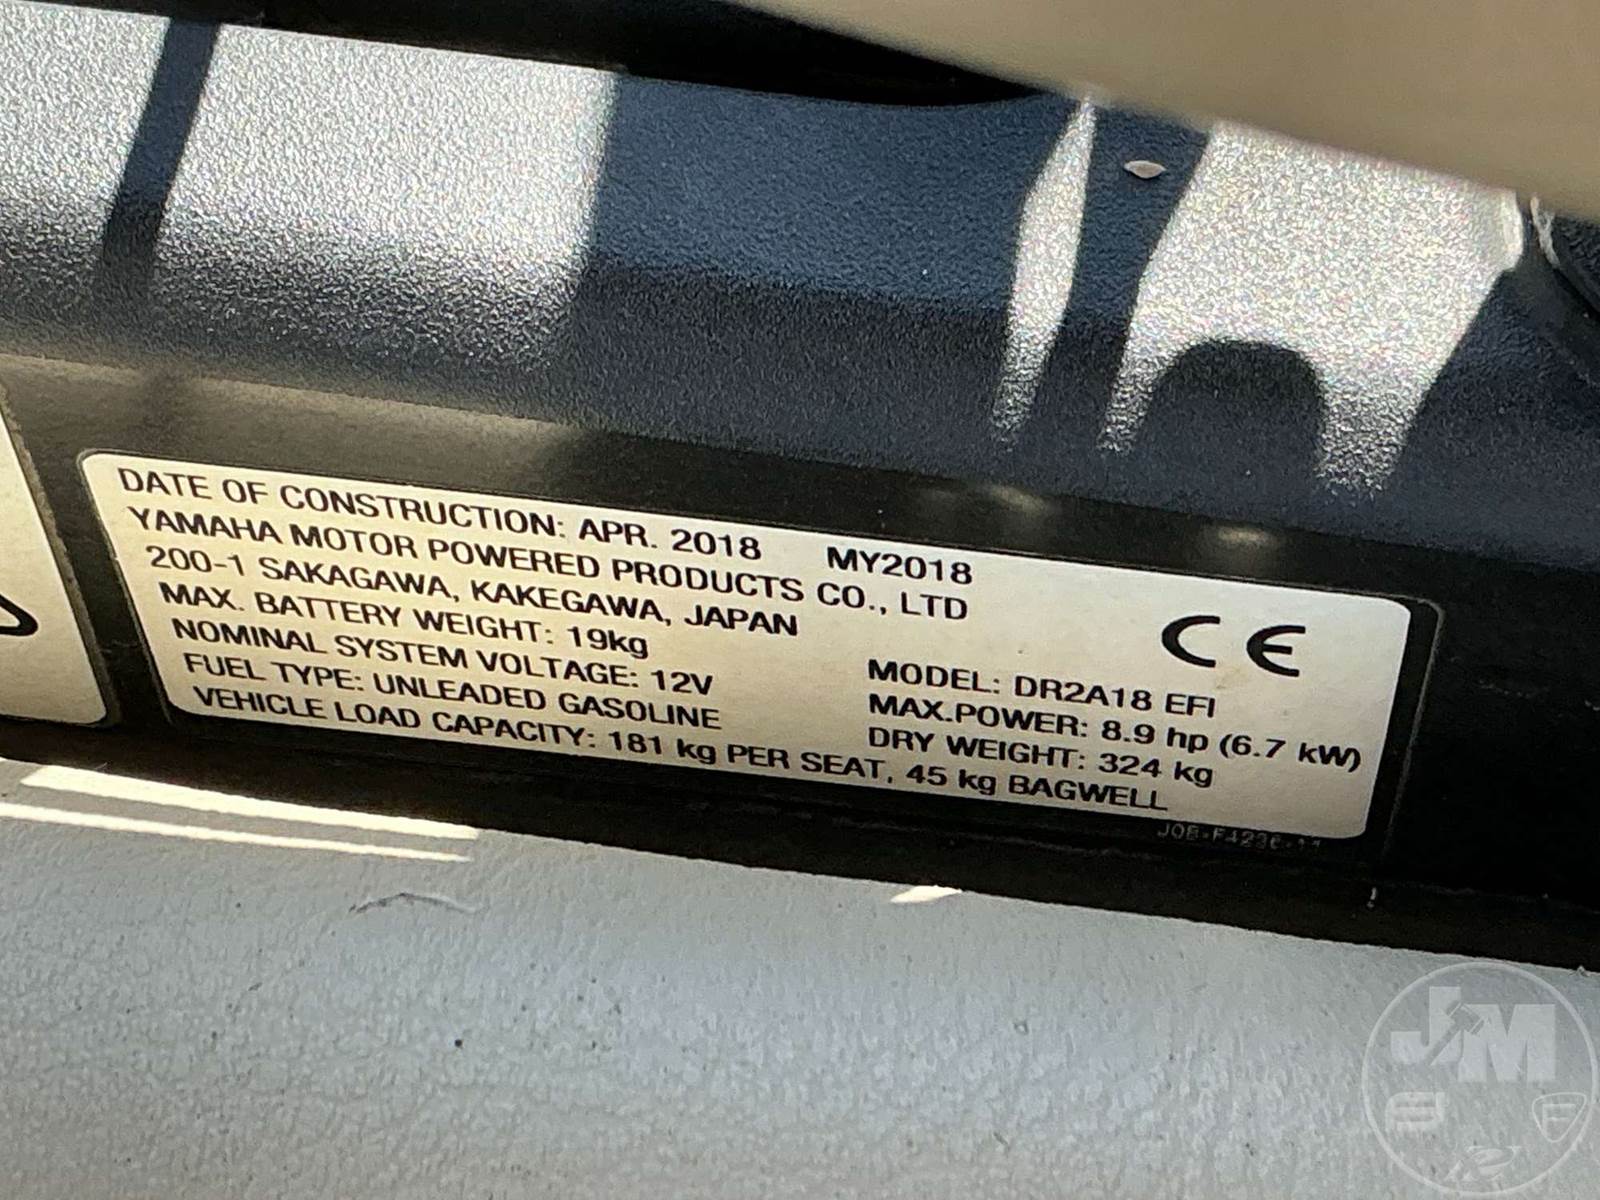 DATE OF CONSTRUCTION: APR. 2018 MY2018
YAMAHA MOTOR POWERED PRODUCTS CO., LTD
200-1 SAKAGAWA, KAKEGAWA, JAPAN
MAX. BATTERY WEIGHT: 19kg
NOMINAL SYSTEM VOLTAGE: 12V
FUEL TYPE: UNLEADED GASOLINE
VEHICLE LOAD CAPACITY: 181 kg PER SEAT, 45 kg BAGWELL
CE
MODEL: DR2A18 EFI
MAX.POWER: 8.9 hp (6.7 kW)
DRY WEIGHT: 324 kg
JM